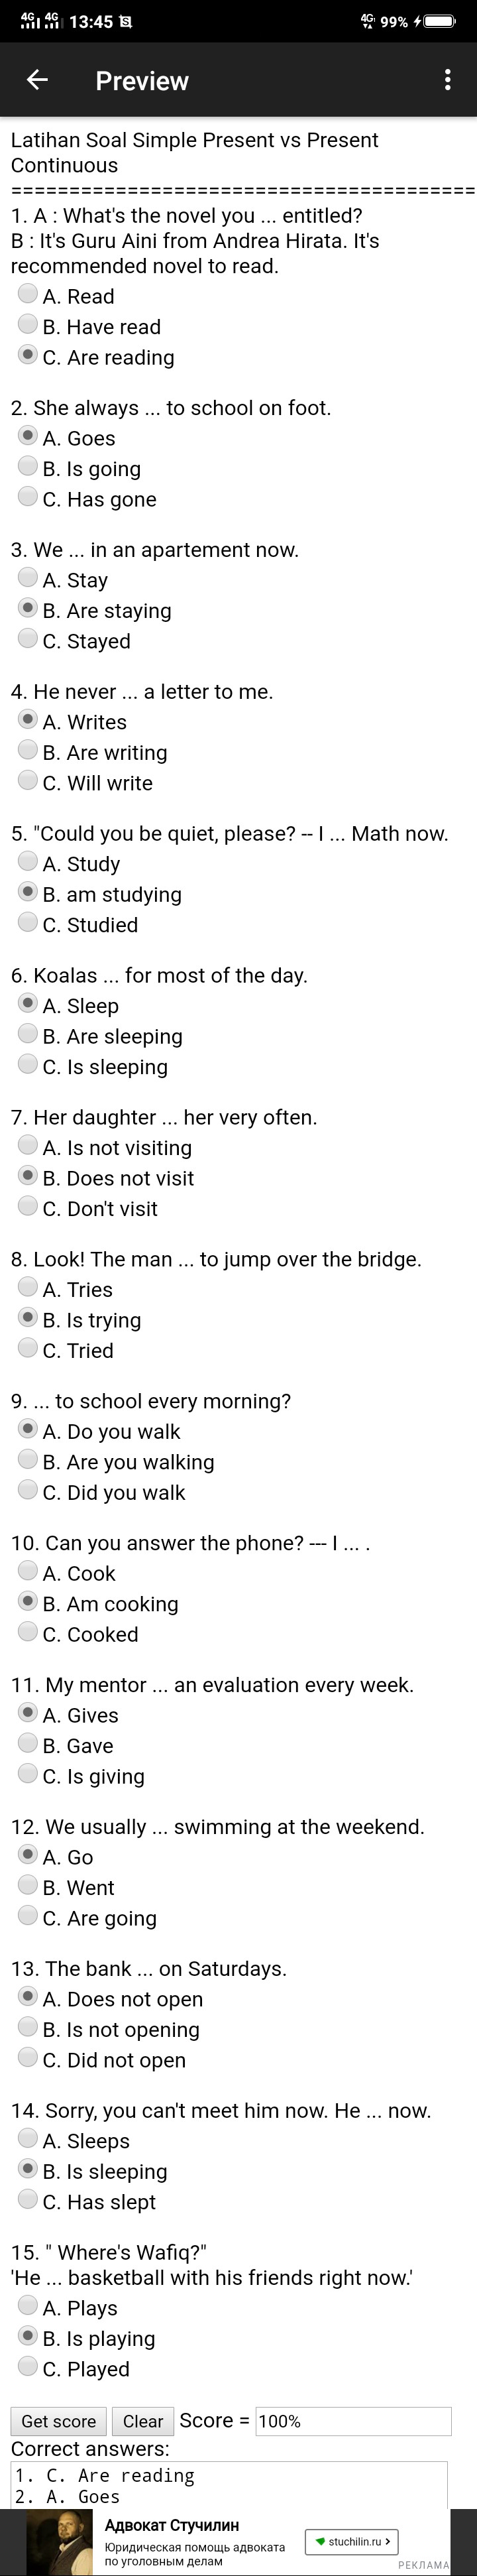 4G 4G 13:45 4G 99%
Preview
Latihan Soal Simple Present vs Present
Continuous
========================================
1. A : What's the novel you ... entitled?
B : It's Guru Aini from Andrea Hirata. It's
recommended novel to read.
A. Read
B. Have read
C. Are reading
2. She always ... to school on foot.
A. Goes
B. Is going
C. Has gone
3. We ... in an apartement now.
A. Stay
B. Are staying
C. Stayed
4. He never ... a letter to me.
A. Writes
B. Are writing
C. Will write
5. "Could you be quiet, please? -- I ... Math now.
A. Study
B. am studying
C. Studied
6. Koalas ... for most of the day.
A. Sleep
B. Are sleeping
C. Is sleeping
7. Her daughter ... her very often.
A. Is not visiting
B. Does not visit
C. Don't visit
8. Look! The man ... to jump over the bridge.
A. Tries
B. Is trying
C. Tried
9. ... to school every morning?
A. Do you walk
B. Are you walking
C. Did you walk
10. Can you answer the phone? --- I ... .
A. Cook
B. Am cooking
C. Cooked
11. My mentor ... an evaluation every week.
A. Gives
B. Gave
C. Is giving
12. We usually ... swimming at the weekend.
A. Go
B. Went
C. Are going
13. The bank ... on Saturdays.
A. Does not open
B. Is not opening
C. Did not open
14. Sorry, you can't meet him now. He ... now.
A. Sleeps
B. Is sleeping
C. Has slept
15. " Where's Wafiq?"
'He ... basketball with his friends right now.'
A. Plays
B. Is playing
C. Played
Get score Clear Score = 100%
Correct answers:
1. C. Are reading
2. A. Goes
Адвокат Стучилин
Юридическая помощь адвоката
по уголовным делам
stuchilin.ru
РЕКЛАМА